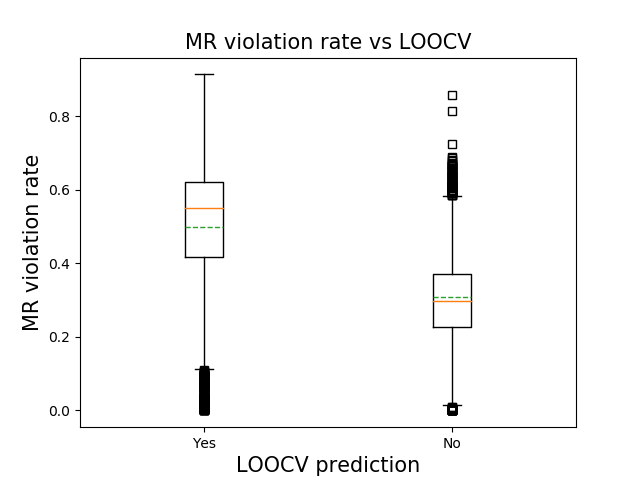 MR violation rate vs LOOCV
MR violation rate
0.8
0.6
0.4
0.2
0.0
Yes
No
LOOCV prediction